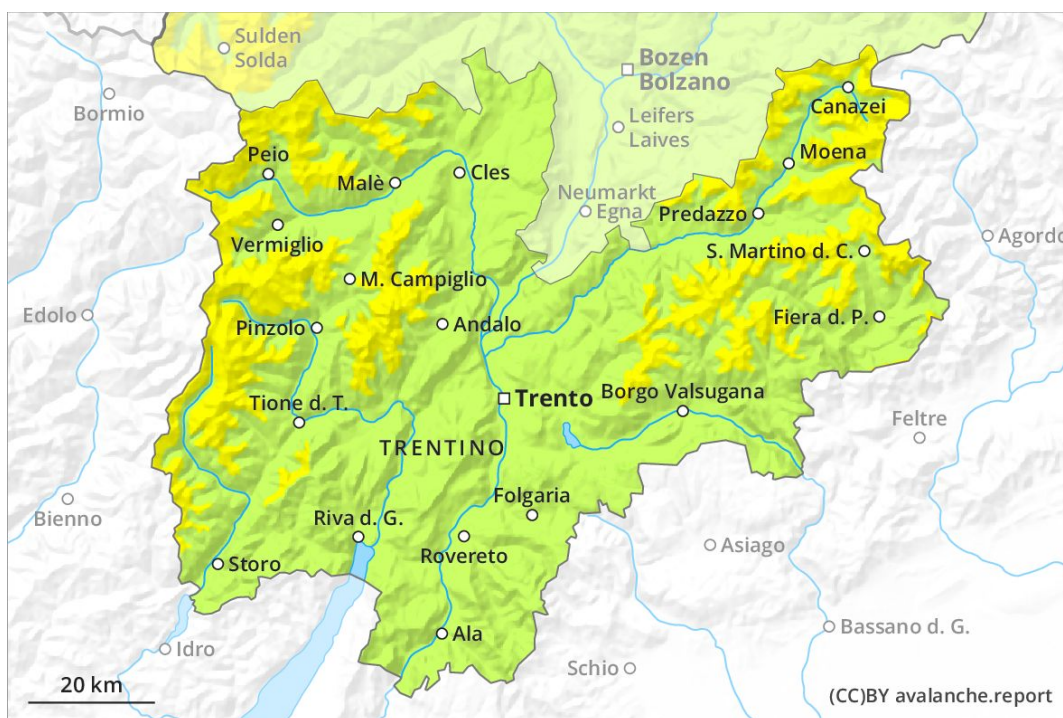 Sulden
Solda
Bozen
Bolzano
Bormio
Canazei
Leifers
Laives
Peio
Moena
Malè
Cles
Neumarkt
Egna
Predazzo
Vermiglio
Agordo
S. Martino d. C.
M. Campiglio
Edolo
Pinzolo
Andalo
Fiera d. P.
Trento
Borgo Valsugana
Tione d. T.
Feltre
TRENTINO
Bienno
Folgaria
Riva d. G.
Asiago
Rovereto
Storo
Bassano d. G.
Ala
Idro
Schio
20 km
(CC)BY avalanche.report